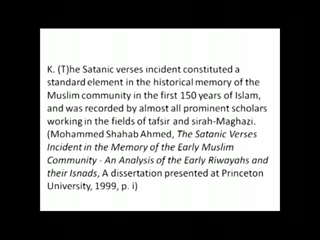 K. (T)he Satanic verses incident constituted a
standard element in the historical memory of the
Muslim community in the first 150 years of Islam,
and was recorded by almost all prominent scholars
working in the fields of tafsir and sirah-Maghazi.
(Mohammed Shahab Ahmed, The Satanic Verses
Incident in the Memory of the Early Muslim
Community - An Analysis of the Early Riwayahs and
their Isnads, A dissertation presented at Princeton
University, 1999, p. i)